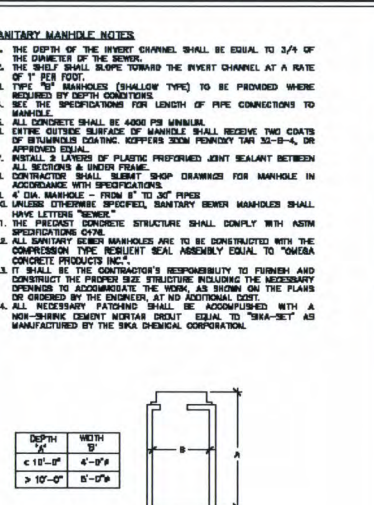 ANITARY MANHOLE NOTES
THE DEPTH OF THE INVERT CHANNEL SHALL BE EQUAL TO 3/4 OF
THE DIAMETER OF THE SEWER.
THE SHELF SHALL SLOPE TOWARD THE INVERT CHANNEL AT A RATE
OF 1" PER FOOT.
TYPE "B" MANHOLES (SHALLOW TYPE) TO BE PROVIDED WHERE
REQUIRED BY DEPTH CONDITIONS.
SEE THE SPECIFICATIONS FOR LENGTH OF PIPE CONNECTIONS TO
MANHOLE.
ALL CONCRETE SHALL BE 4000 PSI MINIMUM.
ENTIRE OUTSIDE SURFACE OF MANHOLE SHALL RECEIVE TWO COATS
OF BITUMINOUS COATING. KOPPERS 300M PENNOXY TAR 32-B-4, OR
APPROVED EQUAL.
INSTALL 2 LAYERS OF PLASTIC PREFORMED JOINT SEALANT BETWEEN
ALL SECTIONS & UNDER FRAME.
CONTRACTOR SHALL SUBMIT SHOP DRAWINGS FOR MANHOLE IN
ACCORDANCE WITH SPECIFICATIONS.
4' DIA. MANHOLE - FROM 8" TO 30" PIPES
UNLESS OTHERWISE SPECIFIED, SANITARY SEWER MANHOLES SHALL
HAVE LETTERS "SEWER."
1. THE PRECAST CONCRETE STRUCTURE SHALL COMPLY WITH ASTM
SPECIFICATIONS C478.
2. ALL SANITARY SEWER MANHOLES ARE TO BE CONSTRUCTED WITH THE
COMPRESSION TYPE RESILIENT SEAL ASSEMBLY EQUAL TO "OMEGA
CONCRETE PRODUCTS INC.".
3. IT SHALL BE THE CONTRACTOR'S RESPONSIBILITY TO FURNISH AND
CONSTRUCT THE PROPER SIZE STRUCTURE INCLUDING THE NECESSARY
OPENINGS TO ACCOMMODATE THE WORK, AS SHOWN ON THE PLANS
OR ORDERED BY THE ENGINEER, AT NO ADDITIONAL COST.
4. ALL NECESSARY PATCHING SHALL BE ACCOMPLISHED WITH A
NON-SHRINK CEMENT MORTAR GROUT EQUAL TO "SIKA-SET" AS
MANUFACTURED BY THE SIKA CHEMICAL CORPORATION.
DEPTH WIDTH
"A" "B"
< 10'-0" 4'-0"ø
> 10'-0" 5'-0"ø
B
A